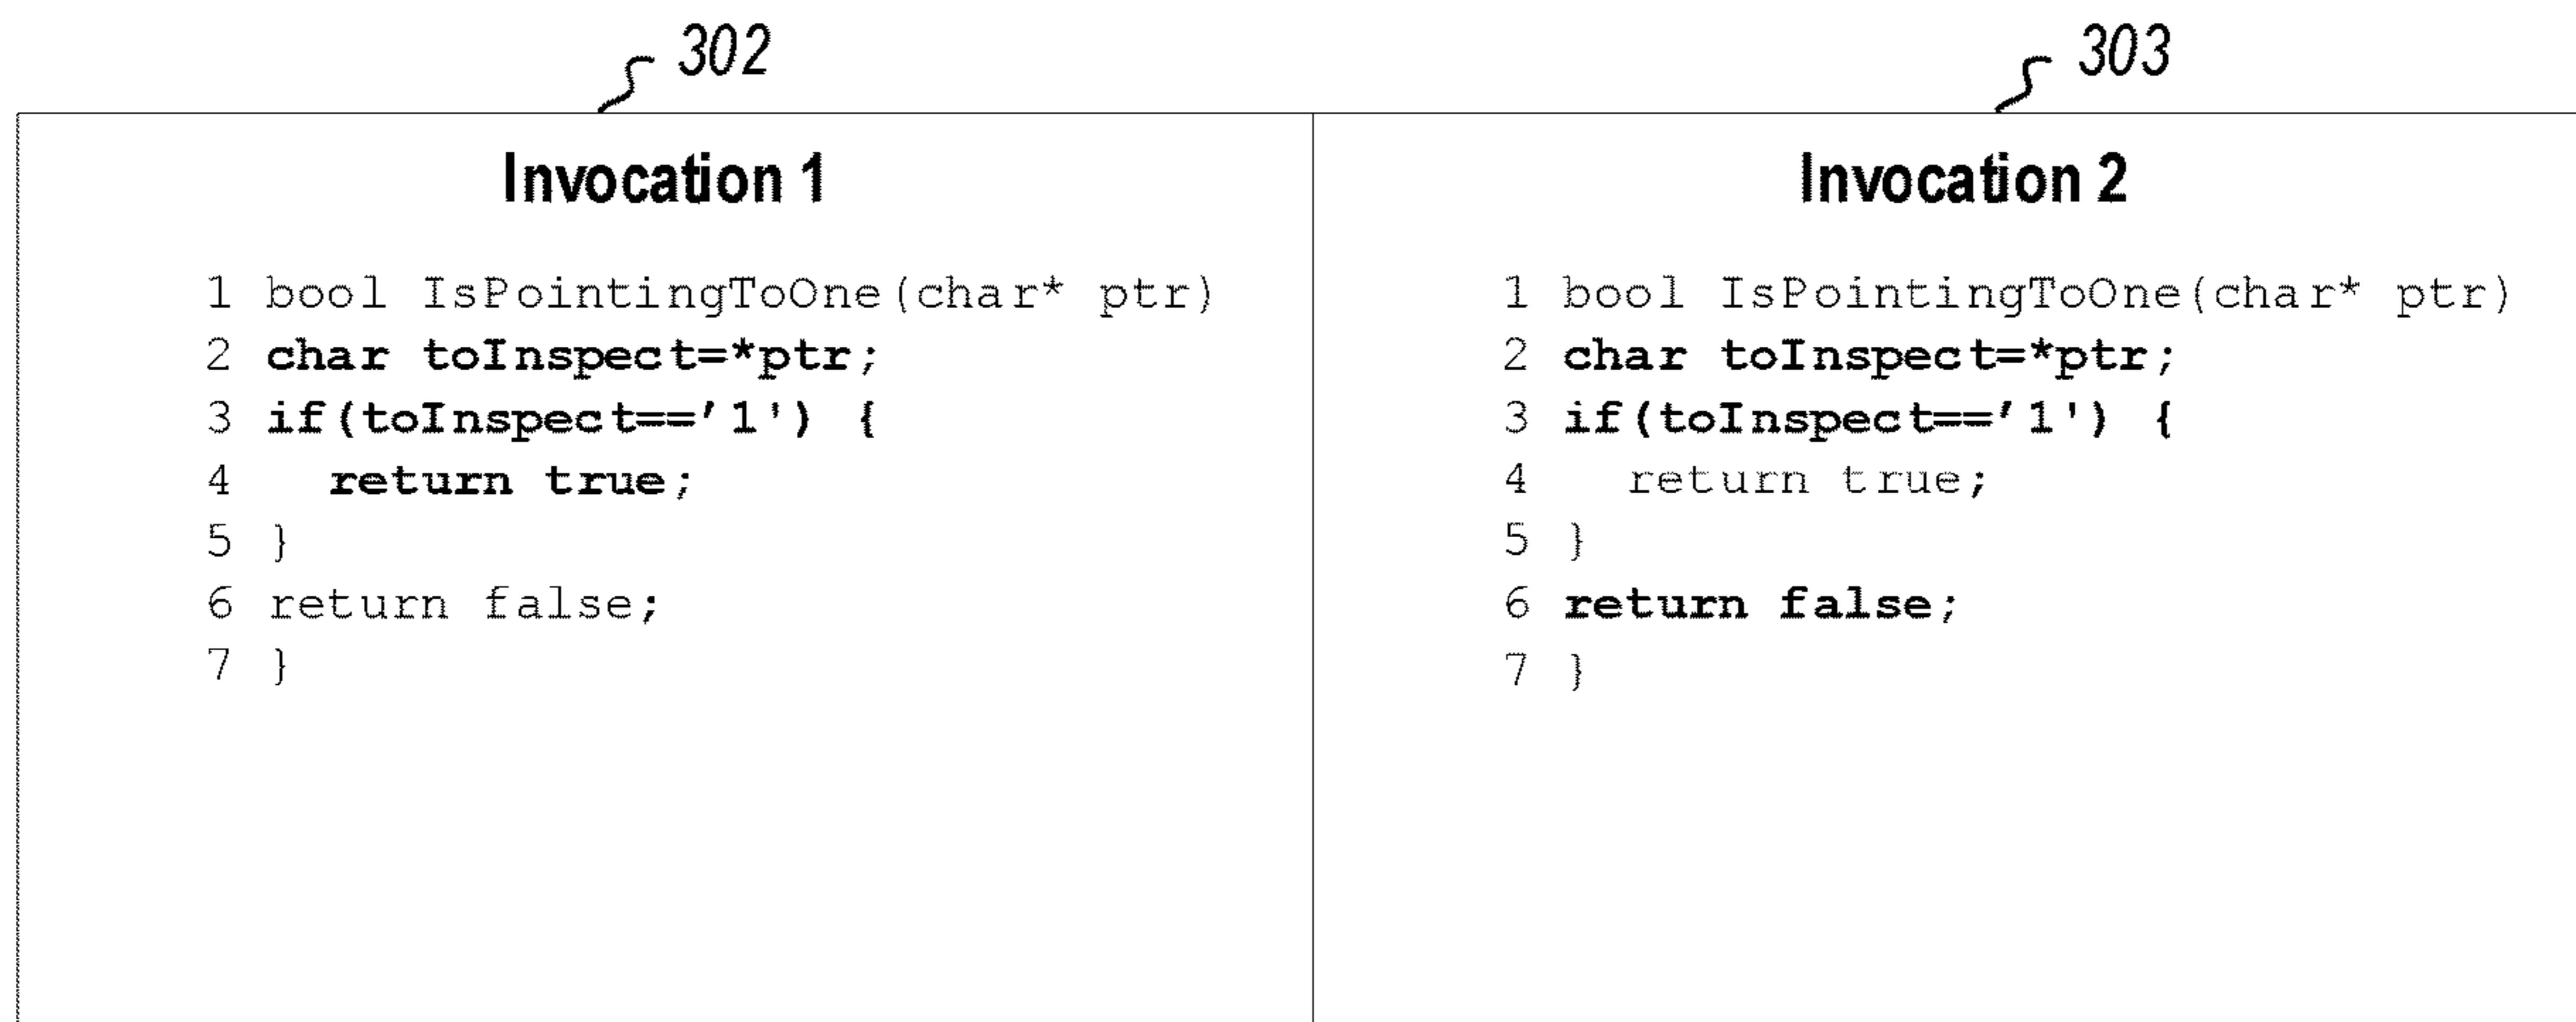 302
303
Invocation 1
1 bool IsPointingToOne(char* ptr)
2 char toInspect=*ptr;
3 if(toInspect==’1') {
4   return true;
5 }
6 return false;
7 }
Invocation 2
1 bool IsPointingToOne(char* ptr)
2 char toInspect=*ptr;
3 if(toInspect==’1') {
4   return true;
5 }
6 return false;
7 }